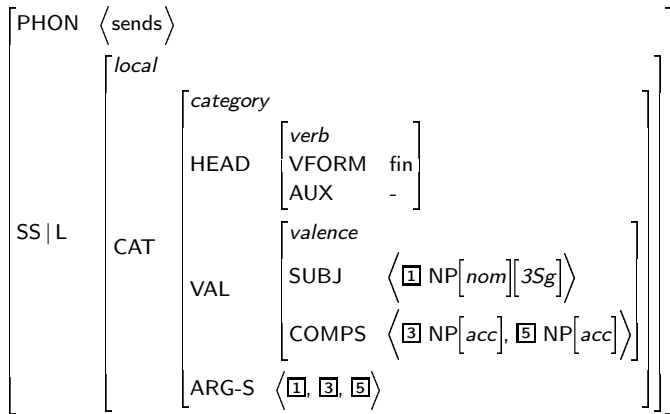 PHON ⟨sends⟩
local
category
verb
HEAD VFORM fin
AUX -
SS | L CAT
valence
SUBJ ⟨1 NP[nom][3Sg]⟩
VAL
COMPS ⟨3 NP[acc], 5 NP[acc]⟩
ARG-S ⟨1, 3, 5⟩